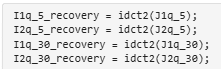 I1q_5_recovery = idct2(J1q_5);
I2q_5_recovery = idct2(J2q_5);
I1q_30_recovery = idct2(J1q_30);
I2q_30_recovery = idct2(J2q_30);